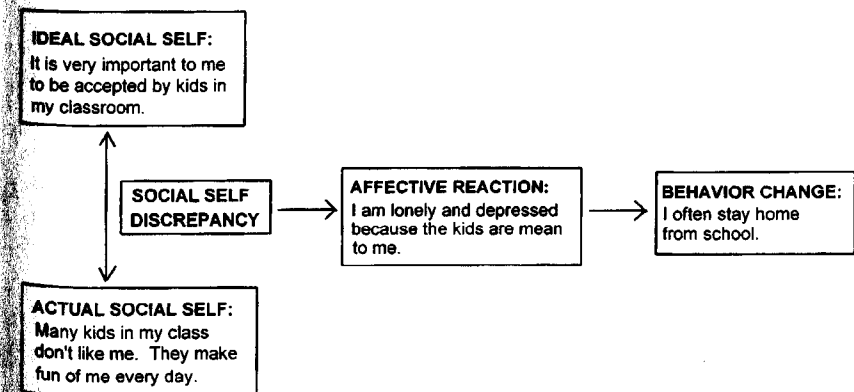 IDEAL SOCIAL SELF:
It is very important to me
to be accepted by kids in
my classroom.
SOCIAL SELF
DISCREPANCY
AFFECTIVE REACTION:
I am lonely and depressed
because the kids are mean
to me.
BEHAVIOR CHANGE:
I often stay home
from school.
ACTUAL SOCIAL SELF:
Many kids in my class
don't like me. They make
fun of me every day.